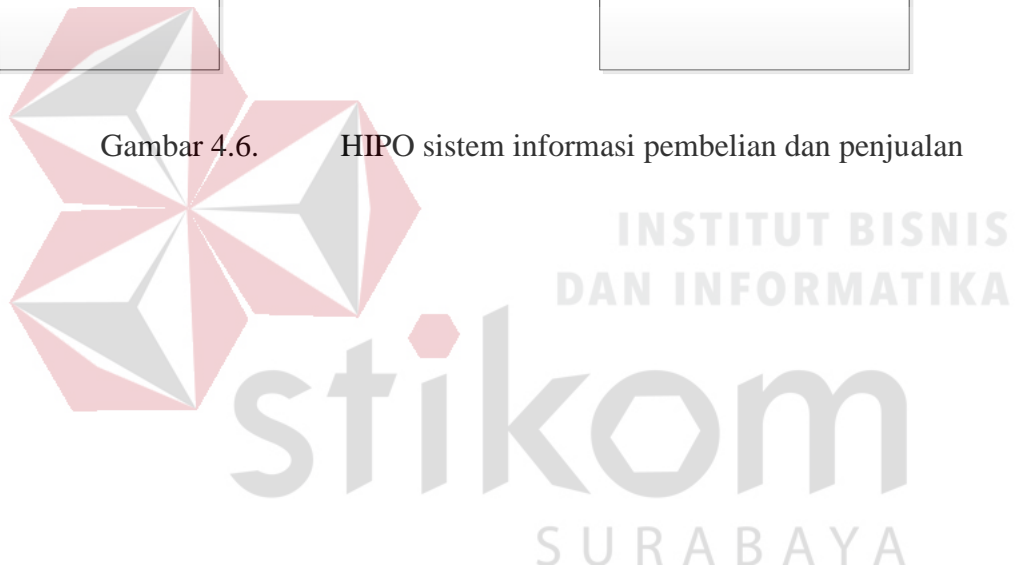 Gambar 4.6. HIPO sistem informasi pembelian dan penjualan
INSTITUT BISNIS
DAN INFORMATIKA
stikom
SURABAYA